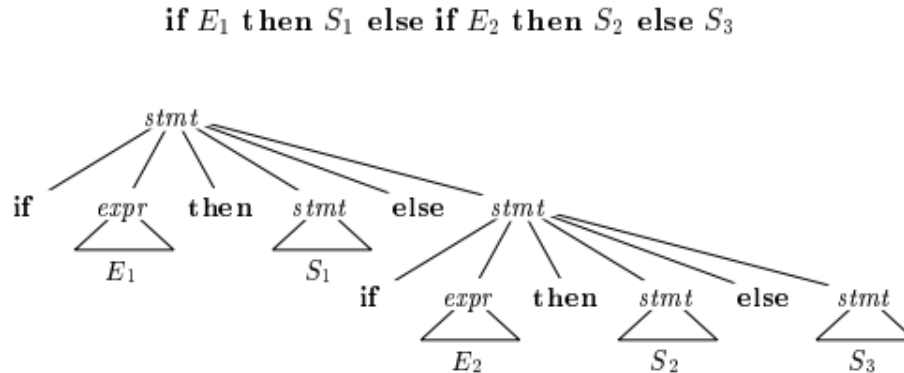 if E₁ then S₁ else if E₂ then S₂ else S₃
stmt
if expr then stmt else stmt
E₁ S₁
if expr then stmt else stmt
E₂ S₂ S₃